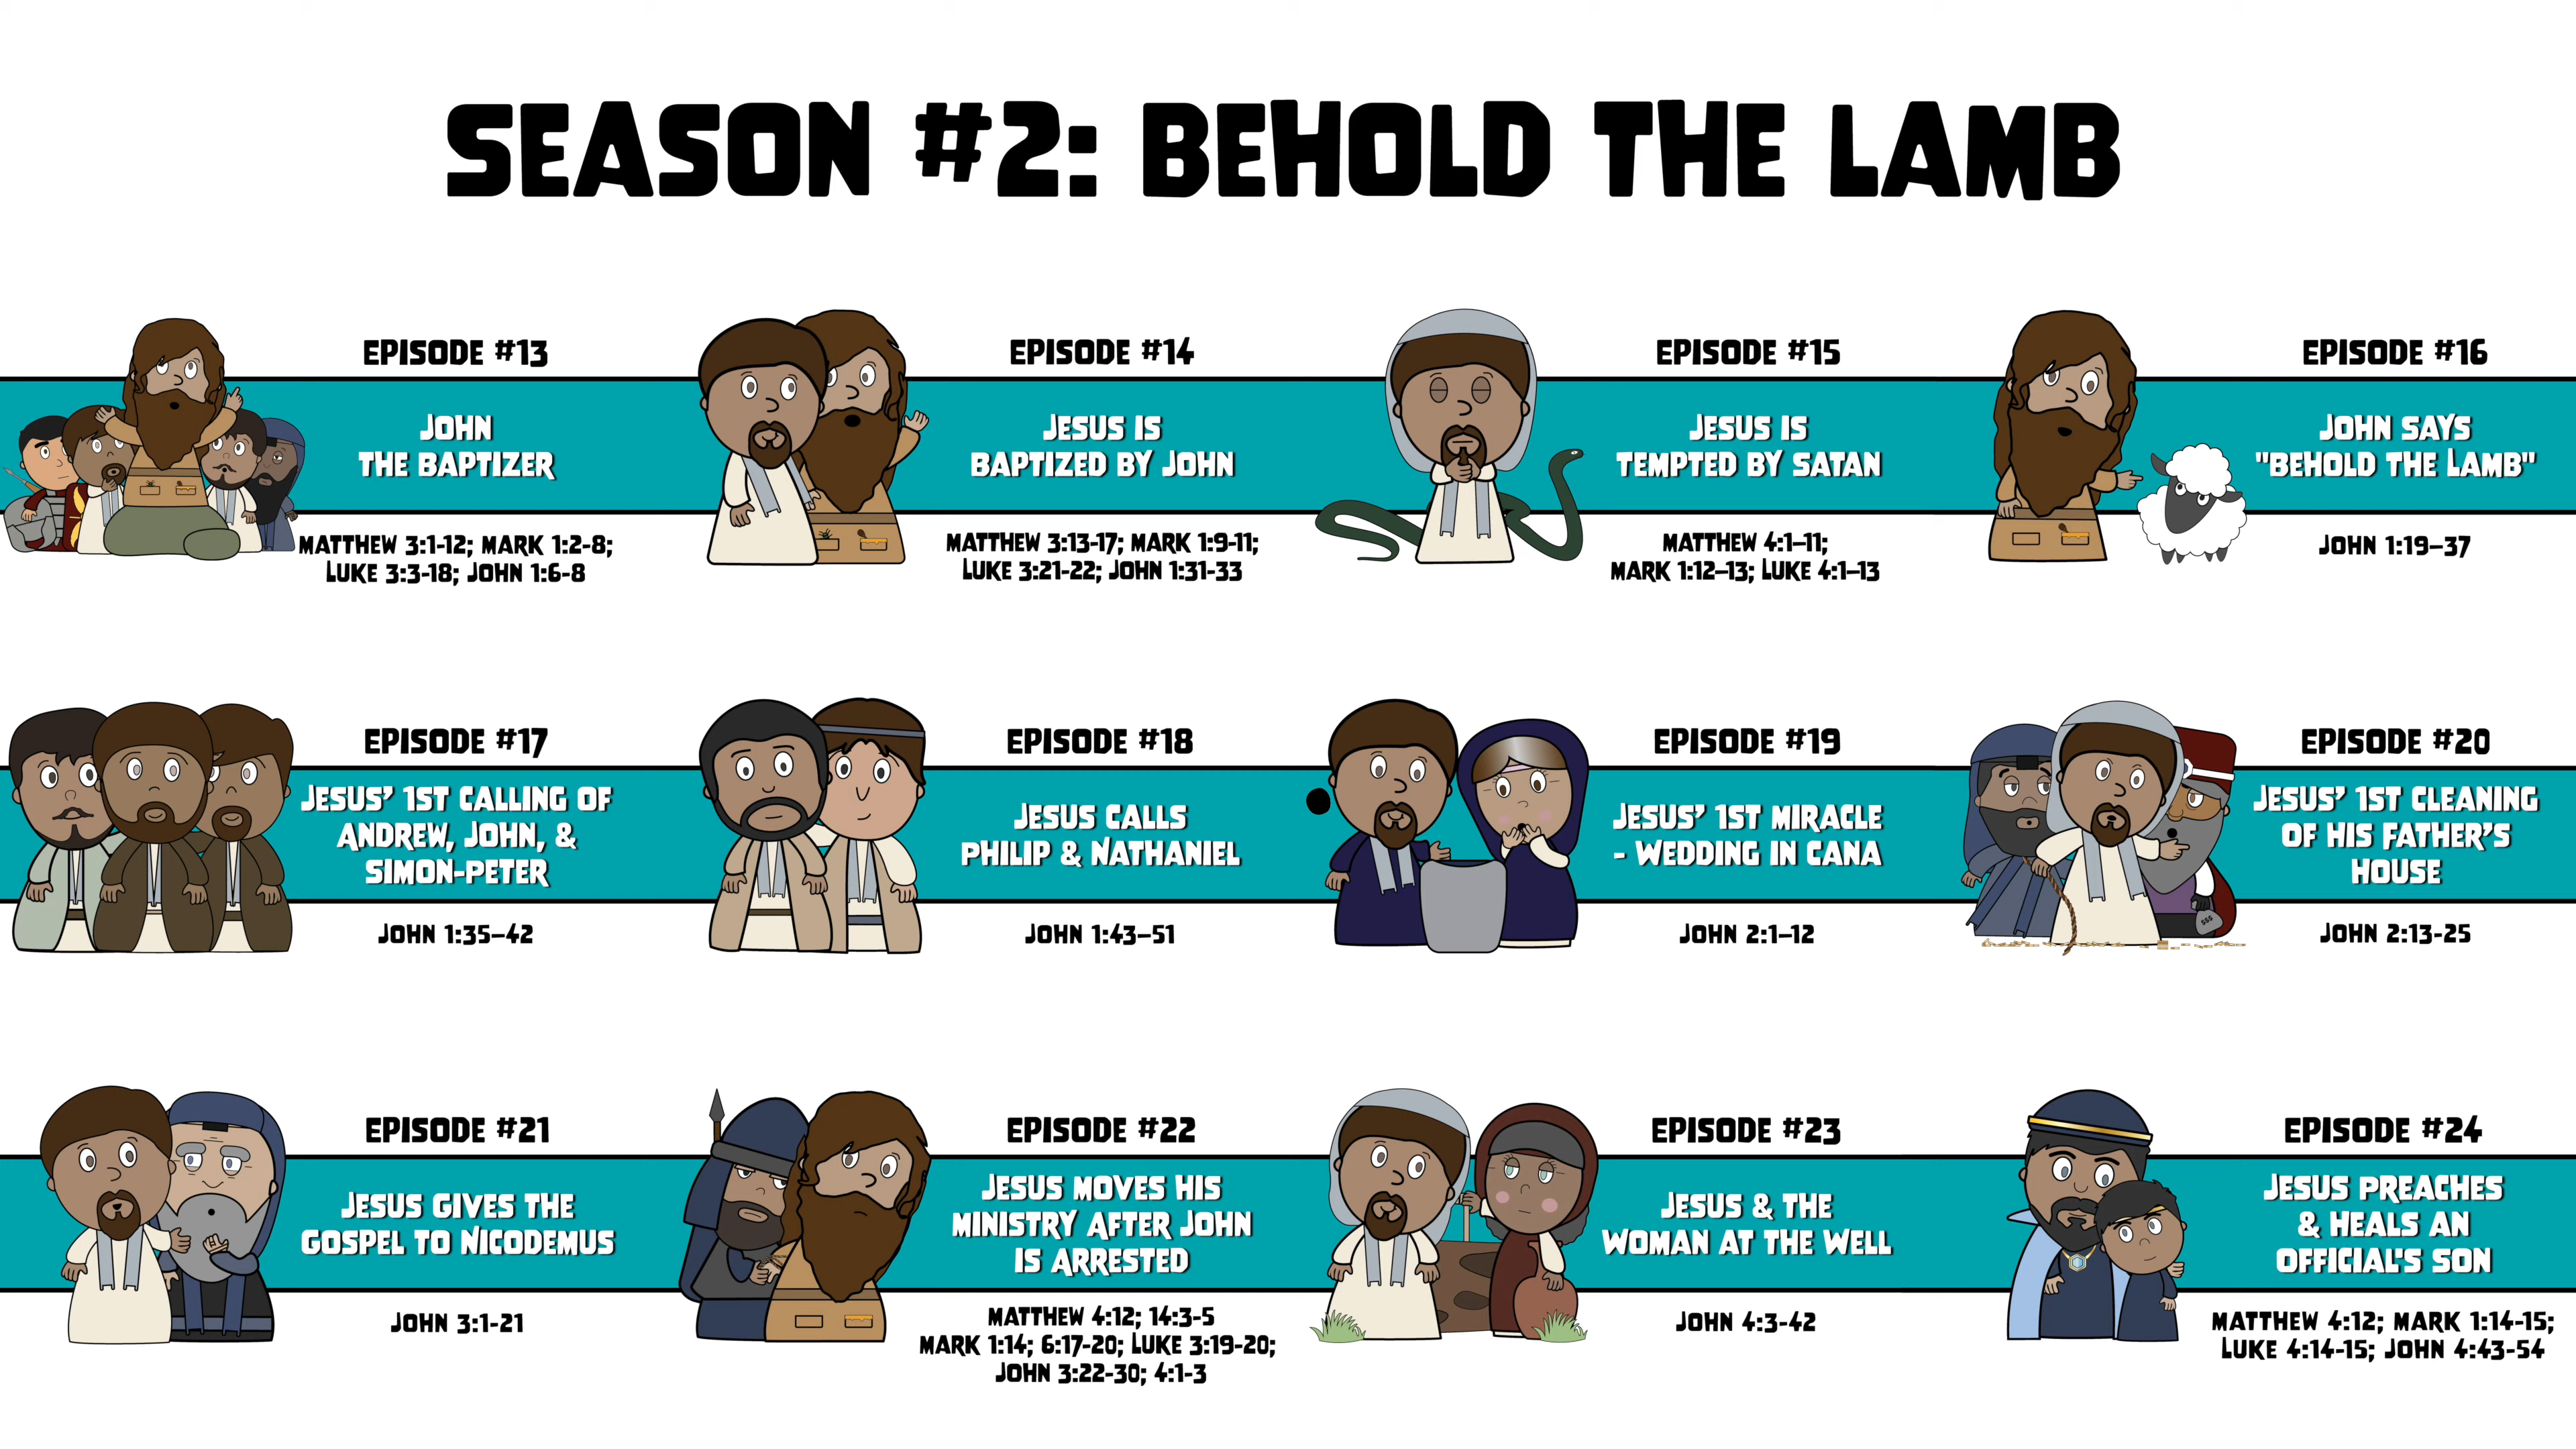 SEASON #2: BEHOLD THE LAMB
EPISODE #13
JOHN
THE BAPTIZER
MATTHEW 3:1-12; MARK 1:2-8;
LUKE 3:3-18; JOHN 1:6-8
EPISODE #14
JESUS IS
BAPTIZED BY JOHN
MATTHEW 3:13-17; MARK 1:9-11;
LUKE 3:21-22; JOHN 1:31-33
EPISODE #15
JESUS IS
TEMPTED BY SATAN
MATTHEW 4:1–11;
MARK 1:12–13; LUKE 4:1–13
EPISODE #16
JOHN SAYS
"BEHOLD THE LAMB"
JOHN 1:19–37
EPISODE #17
JESUS’ 1ST CALLING OF
ANDREW, JOHN, &
SIMON-PETER
JOHN 1:35–42
EPISODE #18
JESUS CALLS
PHILIP & NATHANIEL
JOHN 1:43–51
EPISODE #19
JESUS’ 1ST MIRACLE
- WEDDING IN CANA
JOHN 2:1–12
EPISODE #20
JESUS’ 1ST CLEANING
OF HIS FATHER’S
HOUSE
JOHN 2:13-25
$$$
EPISODE #21
JESUS GIVES THE
GOSPEL TO NICODEMUS
JOHN 3:1-21
EPISODE #22
JESUS MOVES HIS
MINISTRY AFTER JOHN
IS ARRESTED
MATTHEW 4:12; 14:3-5
MARK 1:14; 6:17-20; LUKE 3:19-20;
JOHN 3:22-30; 4:1-3
EPISODE #23
JESUS & THE
WOMAN AT THE WELL
JOHN 4:3-42
EPISODE #24
JESUS PREACHES
& HEALS AN
OFFICIAL'S SON
MATTHEW 4:12; MARK 1:14-15;
LUKE 4:14-15; JOHN 4:43-54